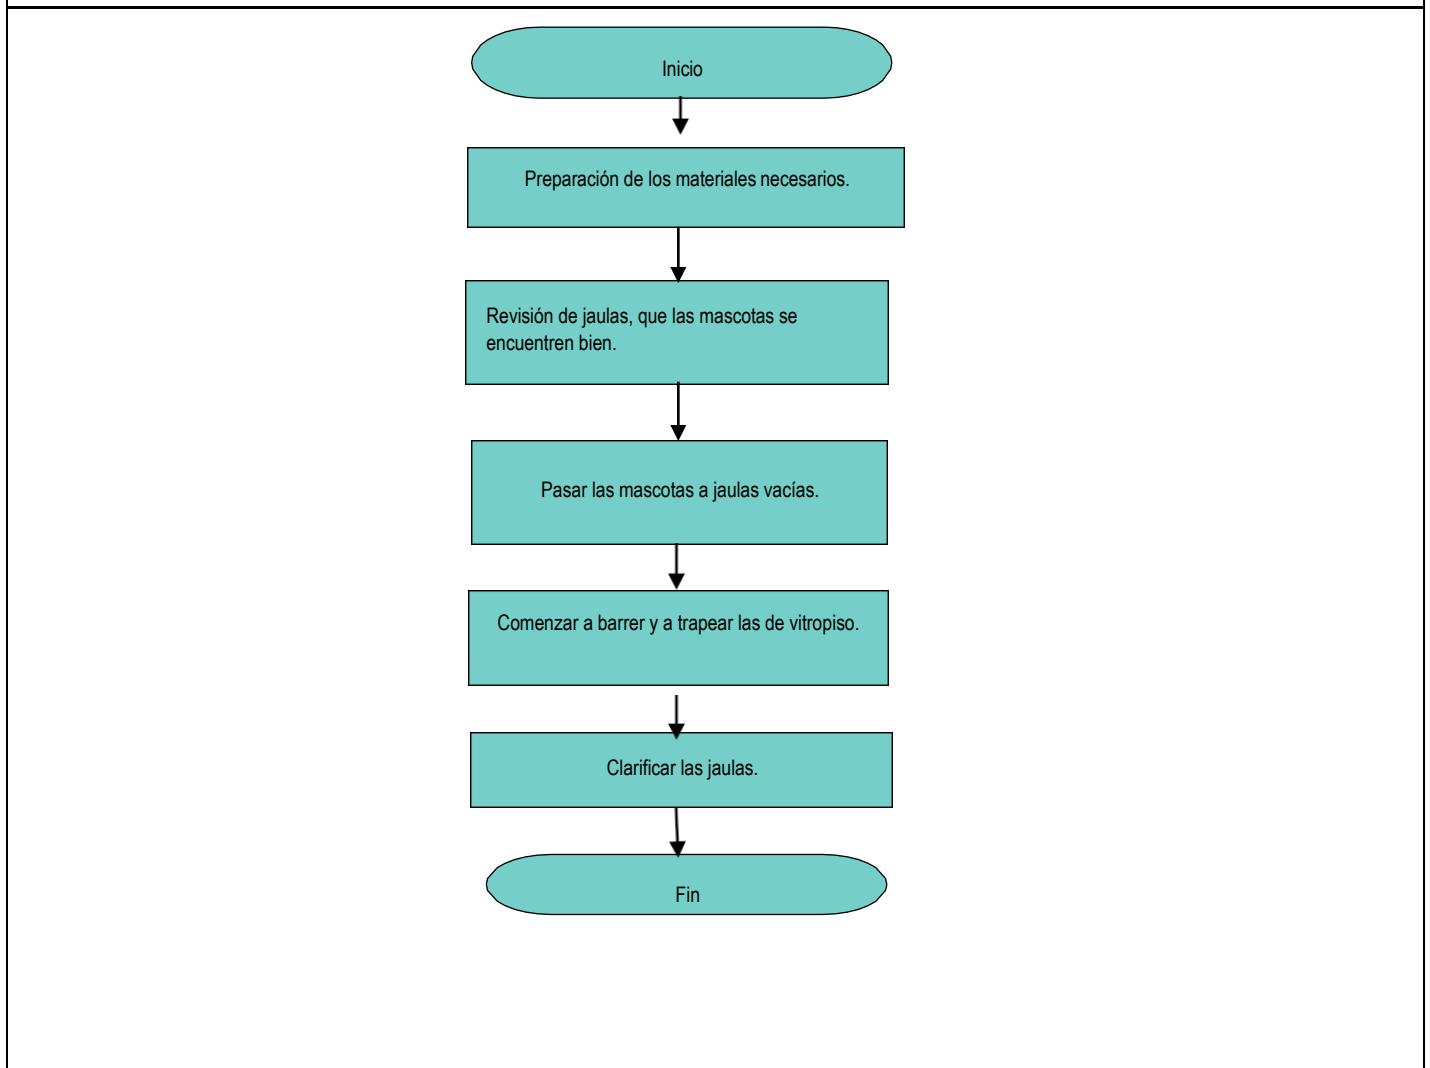 Inicio
Preparación de los materiales necesarios.
Revisión de jaulas, que las mascotas se
encuentren bien.
Pasar las mascotas a jaulas vacías.
Comenzar a barrer y a trapear las de vitropiso.
Clarificar las jaulas.
Fin